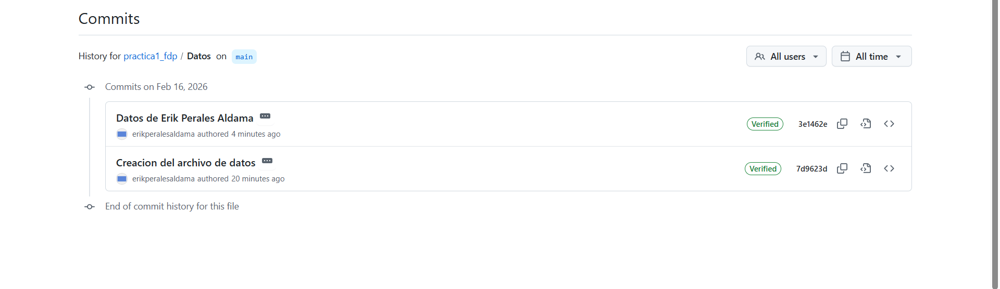 Commits
History for practica1_fdp / Datos on main
All users
All time
Commits on Feb 16, 2026
Datos de Erik Perales Aldama
erikperalesaldama authored 4 minutes ago
Verified
3e1462e
Creacion del archivo de datos
erikperalesaldama authored 20 minutes ago
Verified
7d9623d
End of commit history for this file